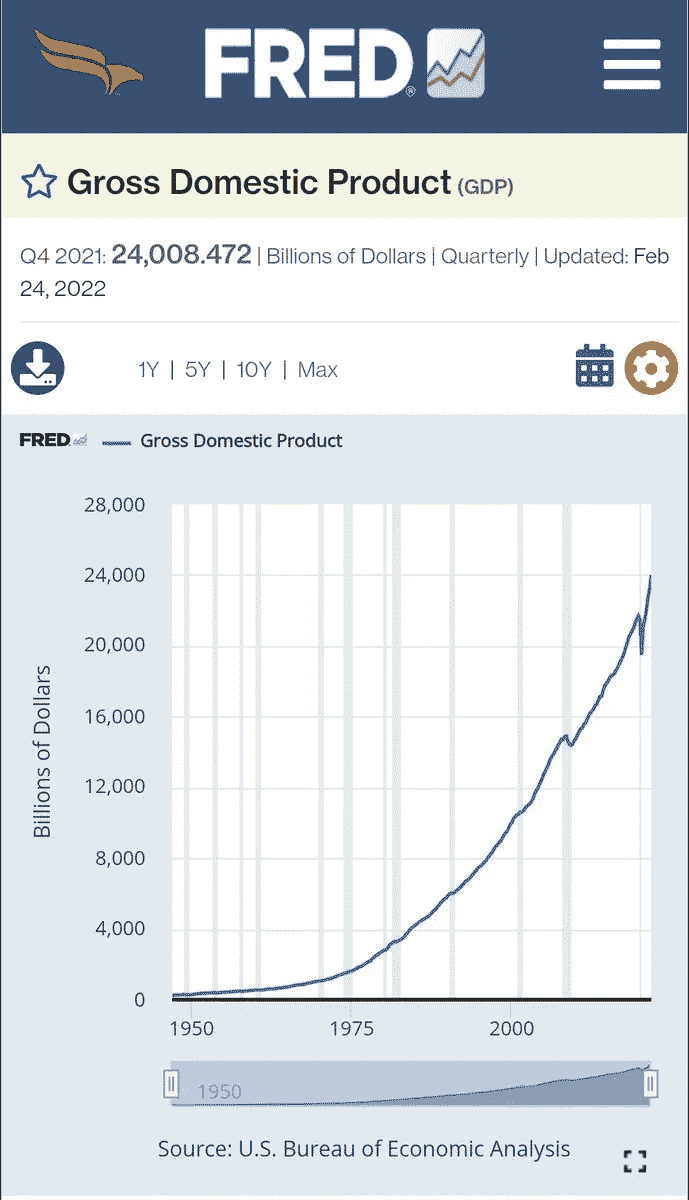 FRED®
Gross Domestic Product (GDP)
Q4 2021: 24,008.472 | Billions of Dollars | Quarterly | Updated: Feb
24, 2022
1Y | 5Y | 10Y | Max
FRED — Gross Domestic Product
28,000
24,000
20,000
16,000
12,000
8,000
4,000
0
Billions of Dollars
1950 1975 2000
1950
Source: U.S. Bureau of Economic Analysis